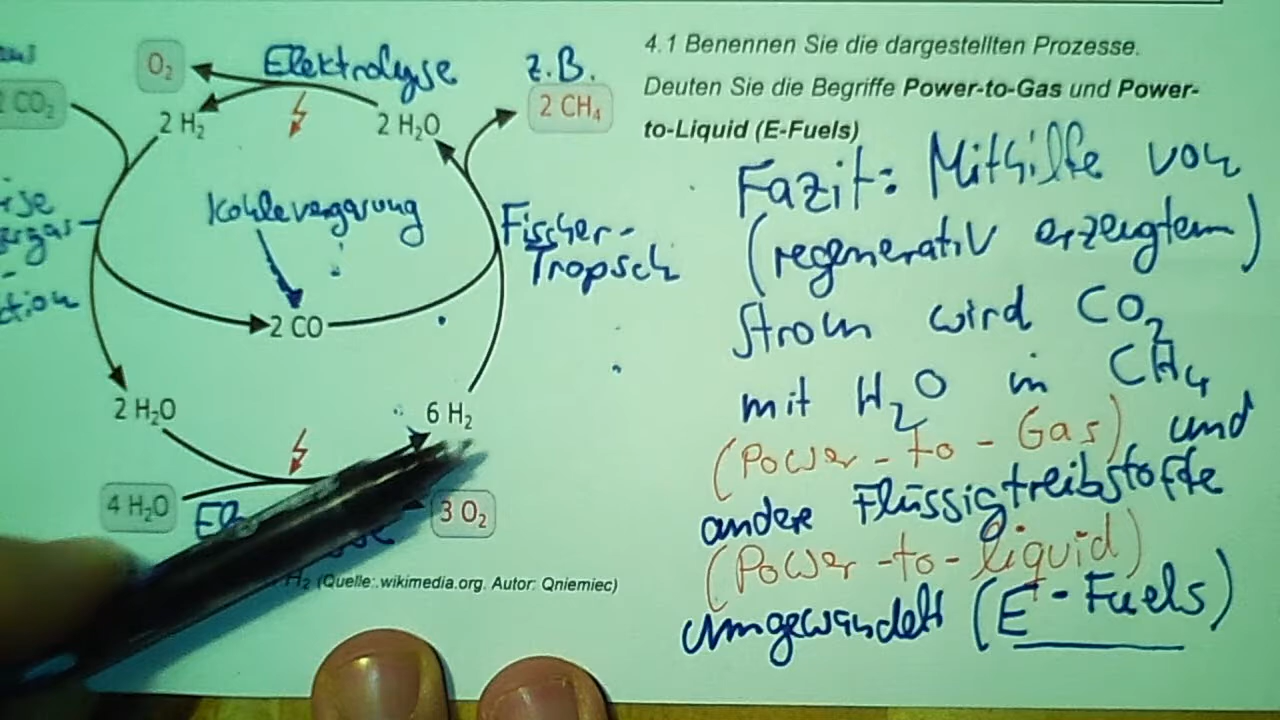 4.1 Benennen Sie die dargestellten Prozesse.
Deuten Sie die Begriffe Power-to-Gas und Power-
to-Liquid (E-Fuels)
O₂
Elektrolyse
z.B.
2 CO₂
2 H₂
2 H₂O
2 CH₄
Kohlevergasung
Fischer-
Tropsch
2 CO
2 H₂O
6 H₂
4 H₂O
3 O₂
H₂ (Quelle:.wikimedia.org. Autor: Qniemiec)
Fazit: Mithilfe von
(regenerativ erzeugtem)
Strom wird CO₂
mit H₂O in CH₄
(Power-to-Gas), und
andere Flüssigtreibstoffe
(Power-to-liquid)
umgewandelt (E-Fuels)